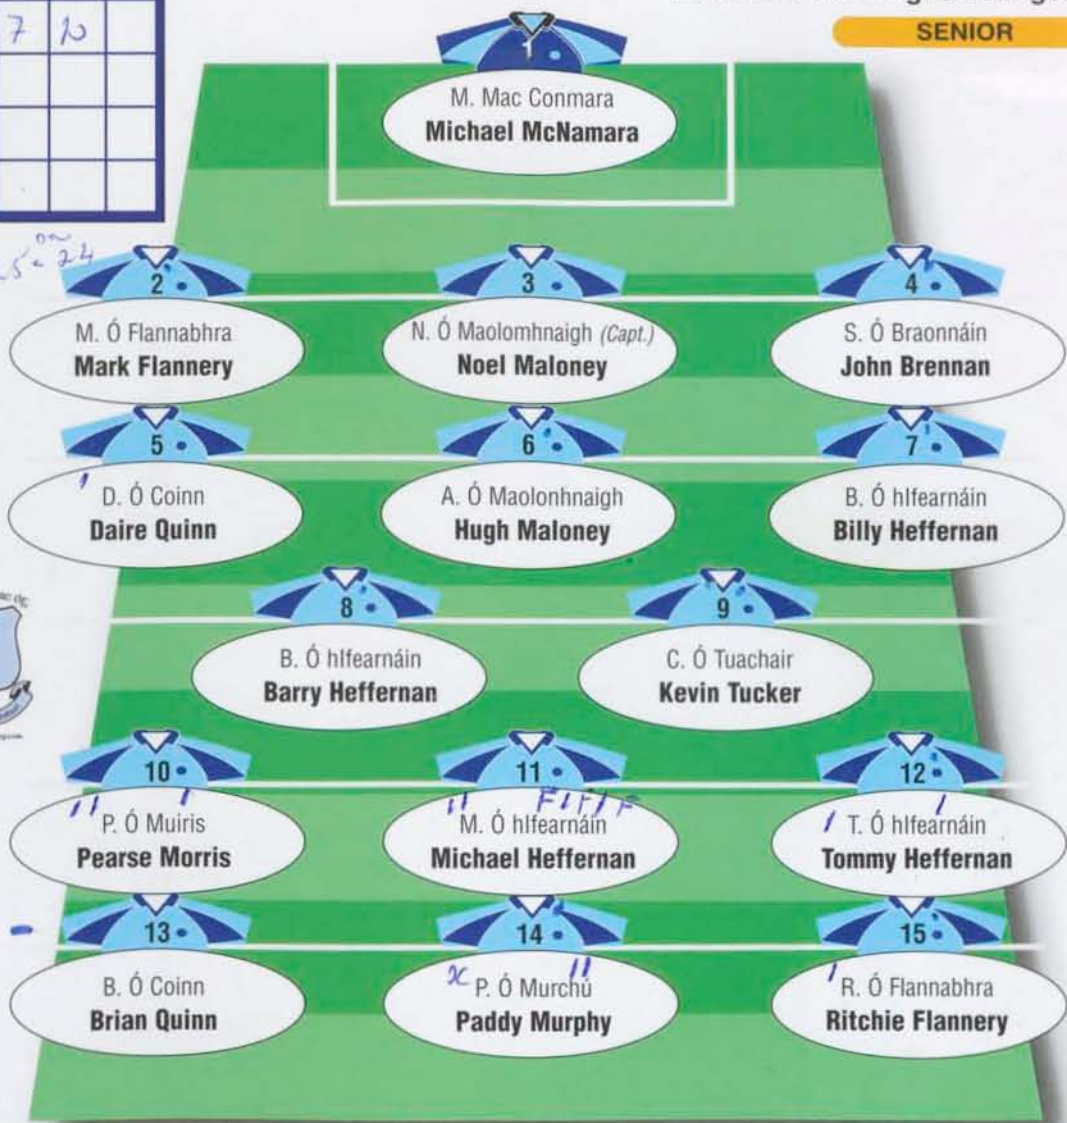 SENIOR
7
1
M. Mac Conmara
Michael McNamara
on
24
2
3
4
M. Ó Flannabhra
Mark Flannery
N. Ó Maolomhnaigh (Capt.)
Noel Maloney
S. Ó Braonnáin
John Brennan
5
6
7
D. Ó Coinn
Daire Quinn
A. Ó Maolonhnaigh
Hugh Maloney
B. Ó hIfearnáin
Billy Heffernan
8
9
B. Ó hIfearnáin
Barry Heffernan
C. Ó Tuachair
Kevin Tucker
10
11
12
F I F I F
P. Ó Muiris
Pearse Morris
M. Ó hIfearnáin
Michael Heffernan
T. Ó hIfearnáin
Tommy Heffernan
13
14
15
B. Ó Coinn
Brian Quinn
x P. Ó Murchú
Paddy Murphy
R. Ó Flannabhra
Ritchie Flannery